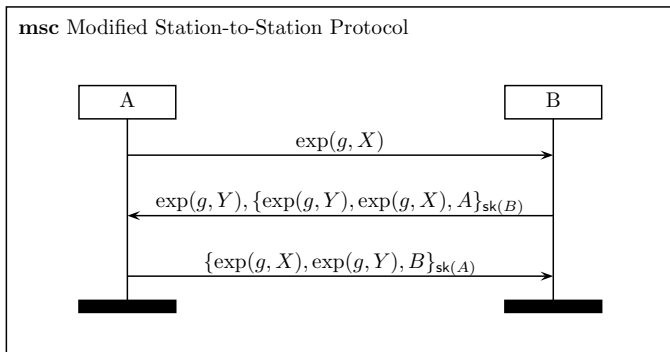 msc Modified Station-to-Station Protocol
A B
exp(g, X)
exp(g, Y), {exp(g, Y), exp(g, X), A}sk(B)
{exp(g, X), exp(g, Y), B}sk(A)